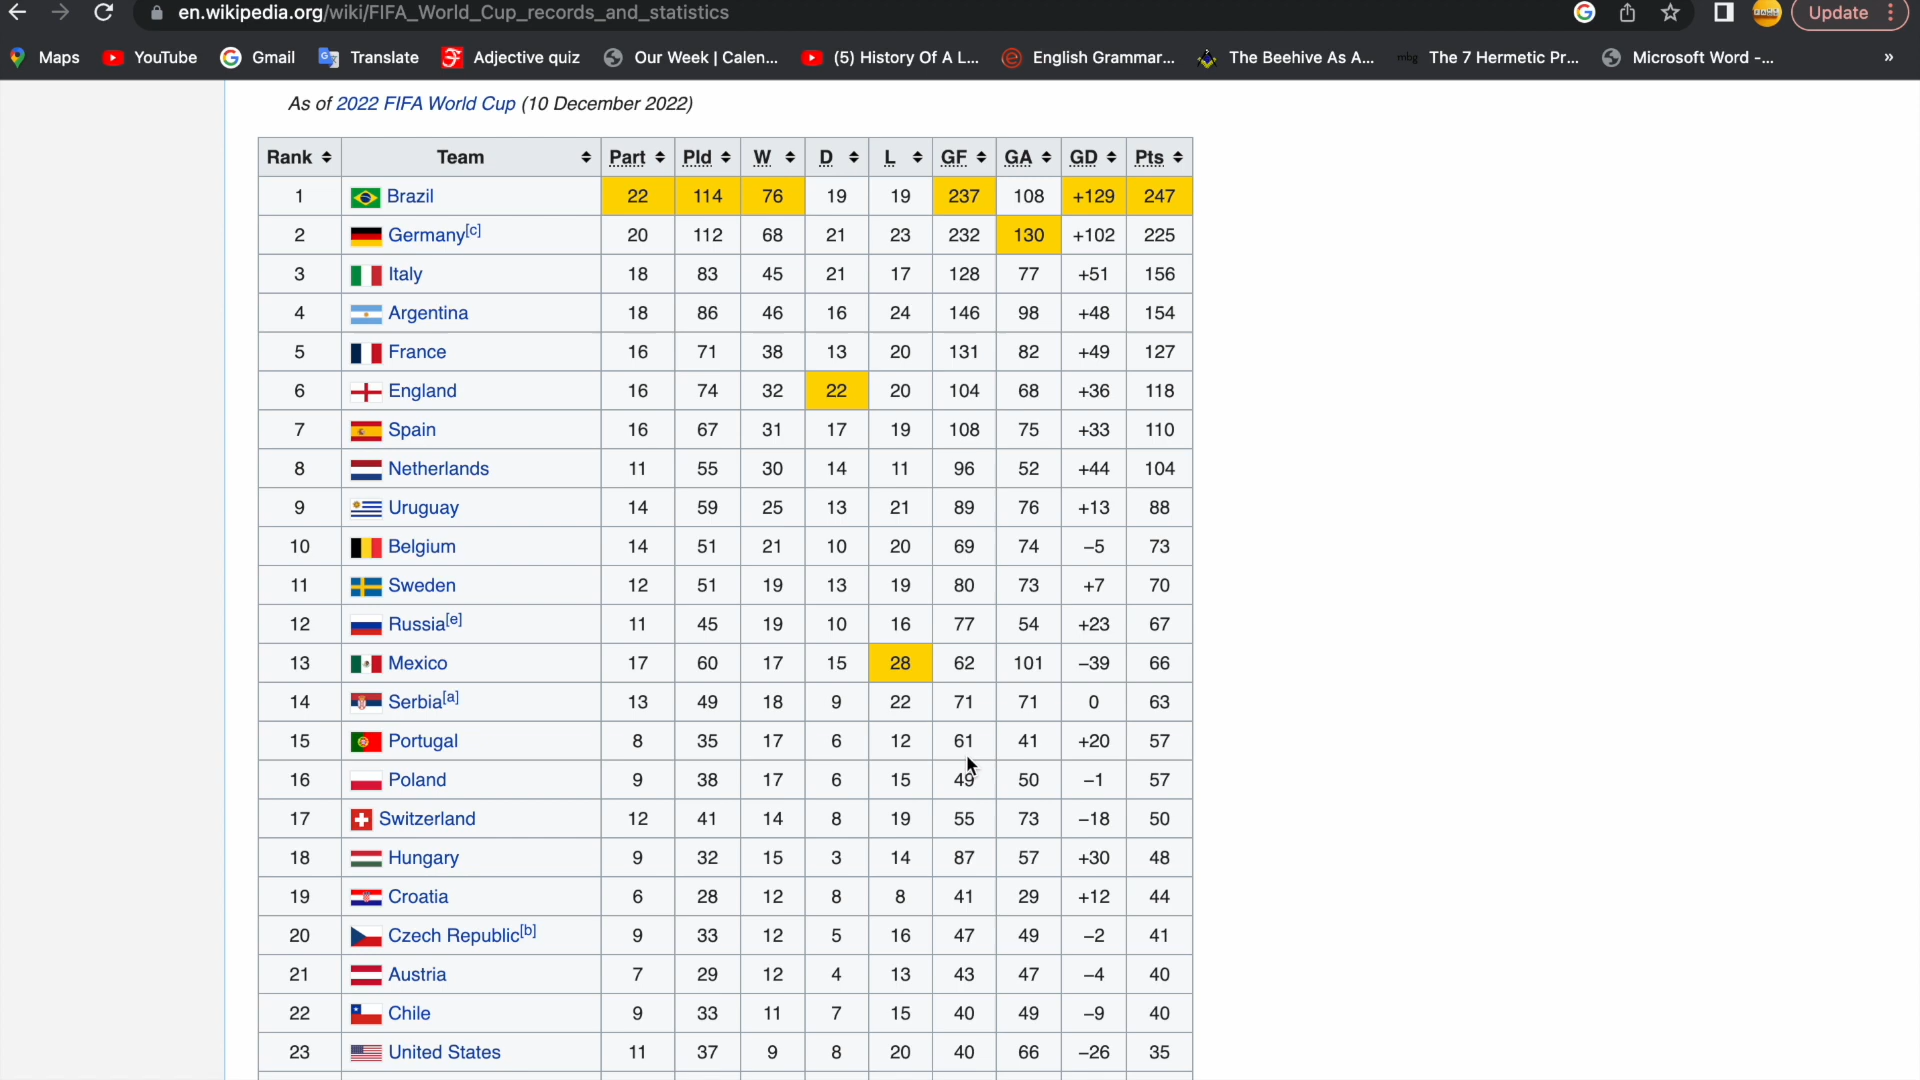 en.wikipedia.org/wiki/FIFA_World_Cup_records_and_statistics
Update
Maps YouTube Gmail Translate Adjective quiz Our Week | Calen... (5) History Of A L... English Grammar... The Beehive As A... mbg The 7 Hermetic Pr... Microsoft Word -... »
As of 2022 FIFA World Cup (10 December 2022)
Rank Team Part Pld W D L GF GA GD Pts
1 Brazil 22 114 76 19 19 237 108 +129 247
2 Germany[c] 20 112 68 21 23 232 130 +102 225
3 Italy 18 83 45 21 17 128 77 +51 156
4 Argentina 18 86 46 16 24 146 98 +48 154
5 France 16 71 38 13 20 131 82 +49 127
6 England 16 74 32 22 20 104 68 +36 118
7 Spain 16 67 31 17 19 108 75 +33 110
8 Netherlands 11 55 30 14 11 96 52 +44 104
9 Uruguay 14 59 25 13 21 89 76 +13 88
10 Belgium 14 51 21 10 20 69 74 −5 73
11 Sweden 12 51 19 13 19 80 73 +7 70
12 Russia[e] 11 45 19 10 16 77 54 +23 67
13 Mexico 17 60 17 15 28 62 101 −39 66
14 Serbia[a] 13 49 18 9 22 71 71 0 63
15 Portugal 8 35 17 6 12 61 41 +20 57
16 Poland 9 38 17 6 15 49 50 −1 57
17 Switzerland 12 41 14 8 19 55 73 −18 50
18 Hungary 9 32 15 3 14 87 57 +30 48
19 Croatia 6 28 12 8 8 41 29 +12 44
20 Czech Republic[b] 9 33 12 5 16 47 49 −2 41
21 Austria 7 29 12 4 13 43 47 −4 40
22 Chile 9 33 11 7 15 40 49 −9 40
23 United States 11 37 9 8 20 40 66 −26 35